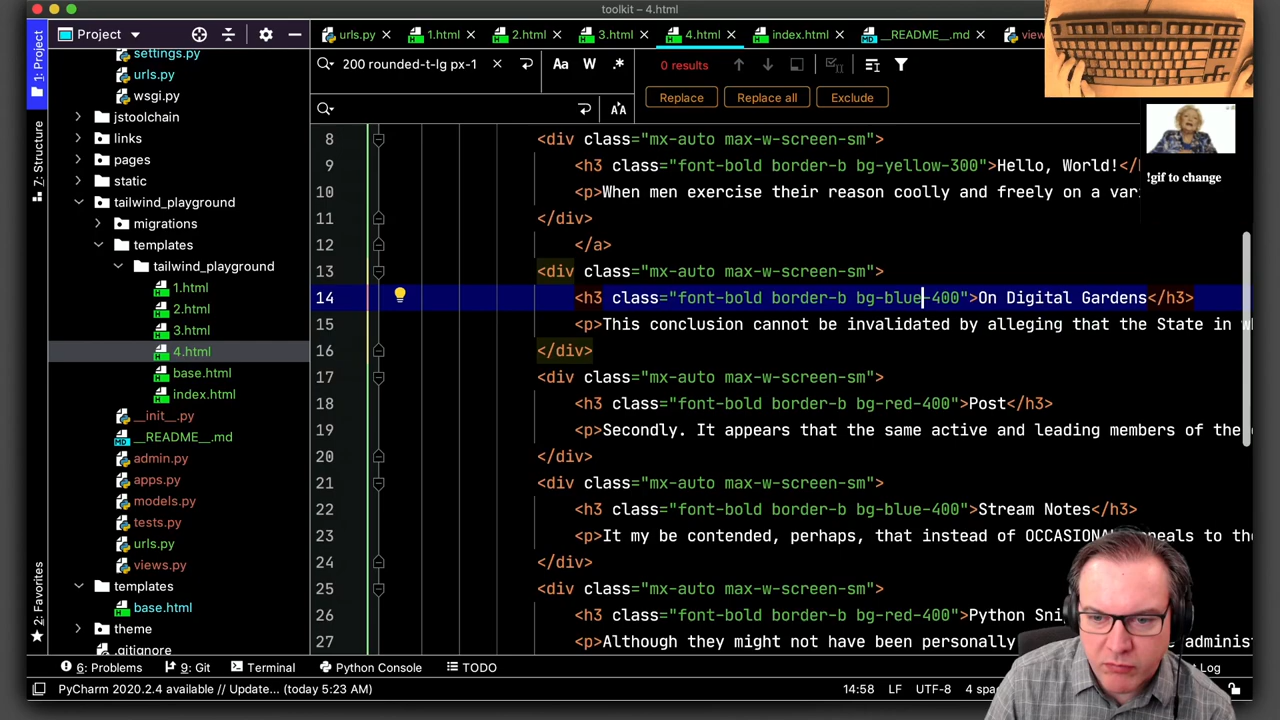 toolkit – 4.html
Project
urls.py
1.html
2.html
3.html
4.html
index.html
__README__.md
1: Project
7: Structure
2: Favorites
settings.py
urls.py
wsgi.py
jstoolchain
links
pages
static
tailwind_playground
migrations
templates
tailwind_playground
1.html
2.html
3.html
4.html
base.html
index.html
__init__.py
__README__.md
admin.py
apps.py
models.py
tests.py
urls.py
views.py
templates
base.html
theme
.gitignore
200 rounded-t-lg px-1
Aa W .*
0 results
Replace
Replace all
Exclude
!gif to change
8 <div class="mx-auto max-w-screen-sm">
9 <h3 class="font-bold border-b bg-yellow-300">Hello, World!</
10 <p>When men exercise their reason coolly and freely on a
11 </div>
12 </a>
13 <div class="mx-auto max-w-screen-sm">
14 <h3 class="font-bold border-b bg-blue-400">On Digital Gardens</h3>
15 <p>This conclusion cannot be invalidated by alleging that the State in
16 </div>
17 <div class="mx-auto max-w-screen-sm">
18 <h3 class="font-bold border-b bg-red-400">Post</h3>
19 <p>Secondly. It appears that the same active and leading members of the
20 </div>
21 <div class="mx-auto max-w-screen-sm">
22 <h3 class="font-bold border-b bg-blue-400">Stream Notes</h3>
23 <p>It my be contended, perhaps, that instead of OCCASIONAL to the
24 </div>
25 <div class="mx-auto max-w-screen-sm">
26 <h3 class="font-bold border-b bg-red-400">Python
27 <p>Although they might not have been personally
6: Problems
9: Git
Terminal
Python Console
TODO
Log
PyCharm 2020.2.4 available // Update... (today 5:23 AM)
14:58
LF
UTF-8